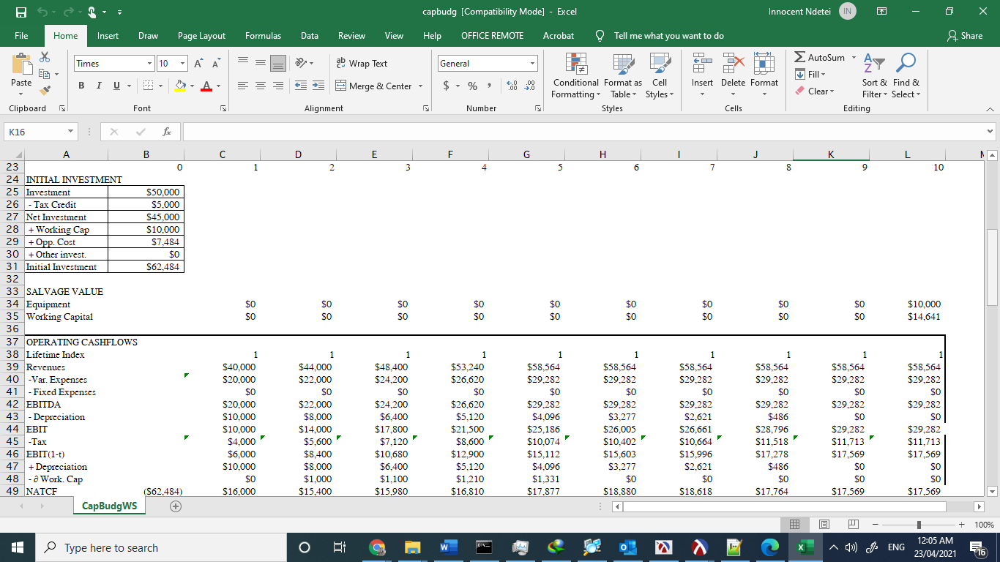 capbudg [Compatibility Mode] - Excel
Innocent Ndetei IN
File Home Insert Draw Page Layout Formulas Data Review View Help OFFICE REMOTE Acrobat Tell me what you want to do Share
Times 10 ab Wrap Text General AutoSum
Paste B I U Merge & Center $ % , Conditional Formatting Format as Table Cell Styles Insert Delete Format Fill Clear Sort & Filter Find & Select
Clipboard Font Alignment Number Styles Cells Editing
K16 fx
A B C D E F G H I J K L
23 0 1 2 3 4 5 6 7 8 9 10
24 INITIAL INVESTMENT
25 Investment $50,000
26 - Tax Credit $5,000
27 Net Investment $45,000
28 + Working Cap $10,000
29 + Opp. Cost $7,484
30 + Other invest. $0
31 Initial Investment $62,484
32
33 SALVAGE VALUE
34 Equipment $0 $0 $0 $0 $0 $0 $0 $0 $0 $10,000
35 Working Capital $0 $0 $0 $0 $0 $0 $0 $0 $0 $14,641
36
37 OPERATING CASHFLOWS
38 Lifetime Index 1 1 1 1 1 1 1 1 1 1
39 Revenues $40,000 $44,000 $48,400 $53,240 $58,564 $58,564 $58,564 $58,564 $58,564 $58,564
40 -Var. Expenses $20,000 $22,000 $24,200 $26,620 $29,282 $29,282 $29,282 $29,282 $29,282 $29,282
41 - Fixed Expenses $0 $0 $0 $0 $0 $0 $0 $0 $0 $0
42 EBITDA $20,000 $22,000 $24,200 $26,620 $29,282 $29,282 $29,282 $29,282 $29,282 $29,282
43 - Depreciation $10,000 $8,000 $6,400 $5,120 $4,096 $3,277 $2,621 $486 $0 $0
44 EBIT $10,000 $14,000 $17,800 $21,500 $25,186 $26,005 $26,661 $28,796 $29,282 $29,282
45 -Tax $4,000 $5,600 $7,120 $8,600 $10,074 $10,402 $10,664 $11,518 $11,713 $11,713
46 EBIT(1-t) $6,000 $8,400 $10,680 $12,900 $15,112 $15,603 $15,996 $17,278 $17,569 $17,569
47 + Depreciation $10,000 $8,000 $6,400 $5,120 $4,096 $3,277 $2,621 $486 $0 $0
48 - ∂ Work. Cap $0 $1,000 $1,100 $1,210 $1,331 $0 $0 $0 $0 $0
49 NATCF ($62,484) $16,000 $15,400 $15,980 $16,810 $17,877 $18,880 $18,618 $17,764 $17,569 $17,569
CapBudgWS
100%
Type here to search ENG 12:05 AM 23/04/2021 16